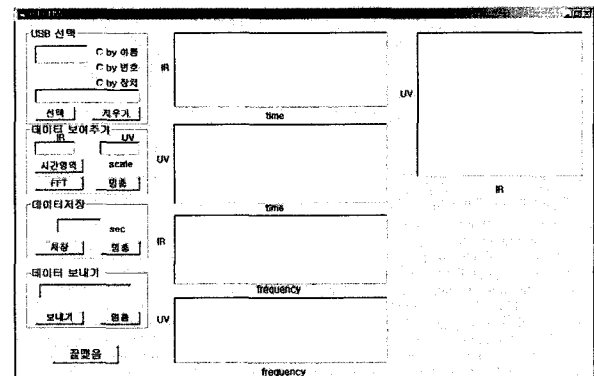 USB 선택
by 이름
by 번호
by 장치
선택 지우기
데이터 보여주기
IR UV
시간영역 scale
FFT 멈춤
데이터저장
sec
저장 멈춤
데이터 보내기
보내기 멈춤
끝맺음
IR
time
UV
time
IR
frequency
UV
frequency
UV
IR